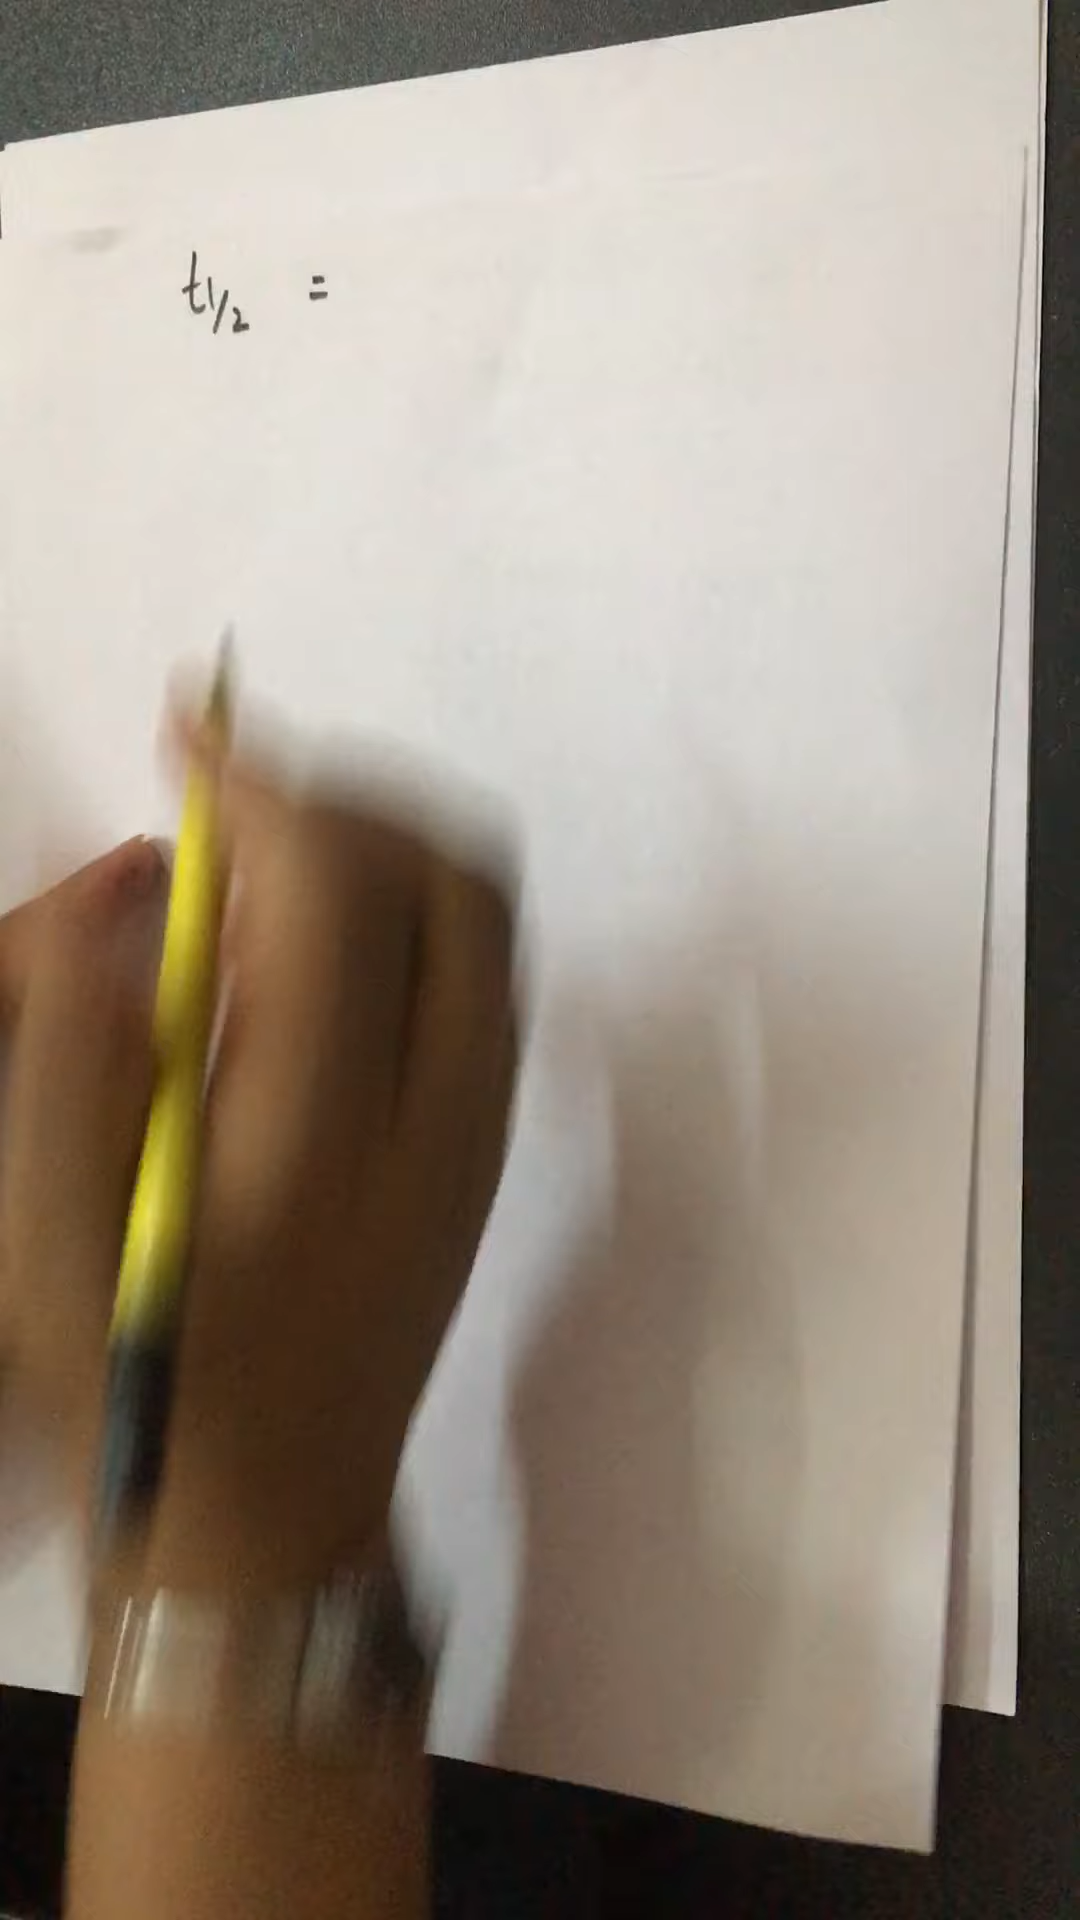 t1/2 =